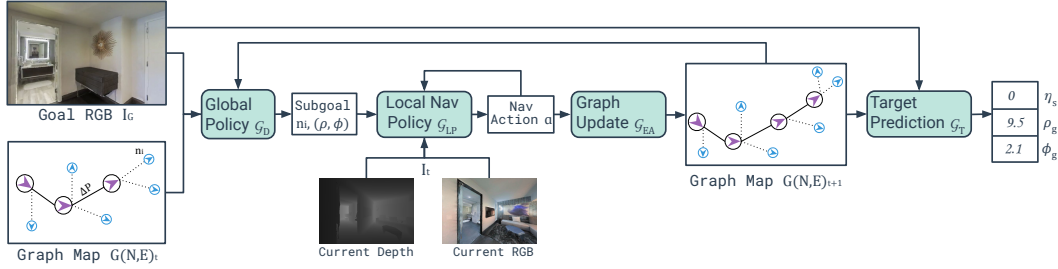 Goal RGB I_G
n_i
ΔP
Graph Map G(N,E)_t
Global
Policy 𝒢_D
Subgoal
n_i, (ρ, ϕ)
Local Nav
Policy 𝒢_LP
I_t
Current Depth
Current RGB
Nav
Action α
Graph
Update 𝒢_EA
Graph Map G(N,E)_t+1
Target
Prediction 𝒢_T
0 η_s
9.5 ρ_g
2.1 ϕ_g